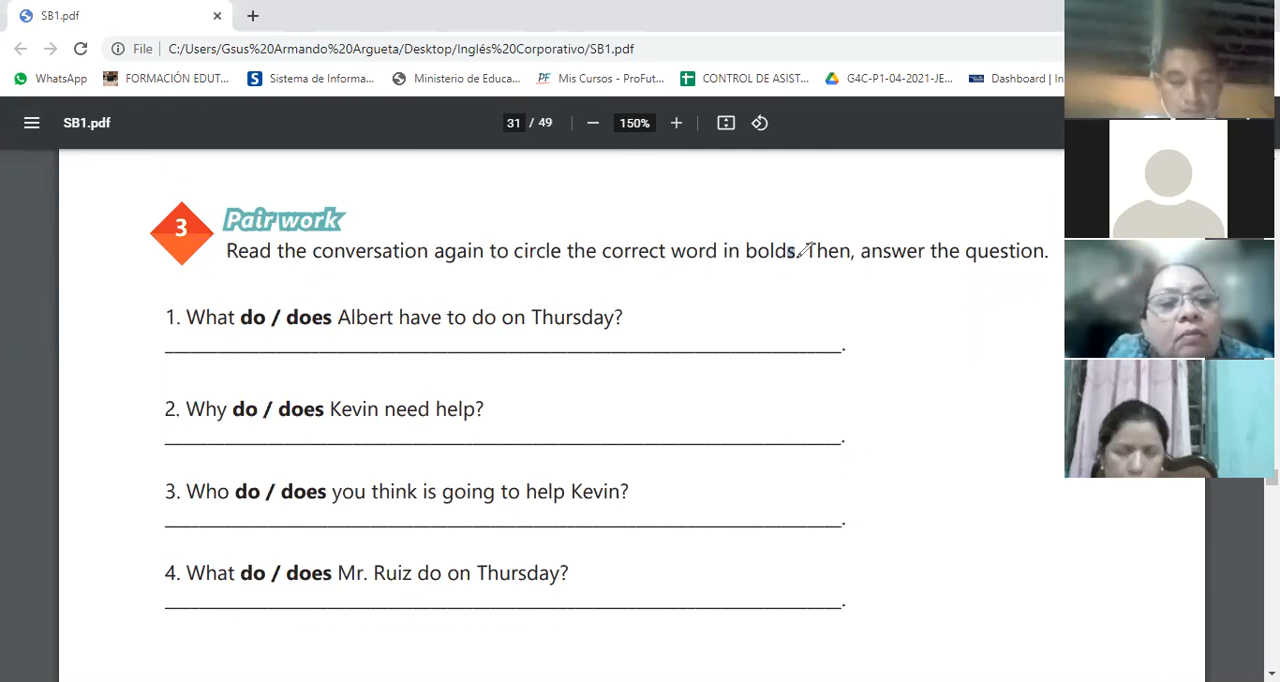 SB1.pdf
File C:/Users/Gsus%20Armando%20Argueta/Desktop/Inglés%20Corporativo/SB1.pdf
WhatsApp FORMACIÓN EDUT... Sistema de Informa... Ministerio de Educa... PF Mis Cursos - ProFut... CONTROL DE ASIST... G4C-P1-04-2021-JE... Dashboard | In
SB1.pdf 31 / 49 150%
3 Pair work
Read the conversation again to circle the correct word in bolds. Then, answer the question.
1. What do / does Albert have to do on Thursday?
2. Why do / does Kevin need help?
3. Who do / does you think is going to help Kevin?
4. What do / does Mr. Ruiz do on Thursday?